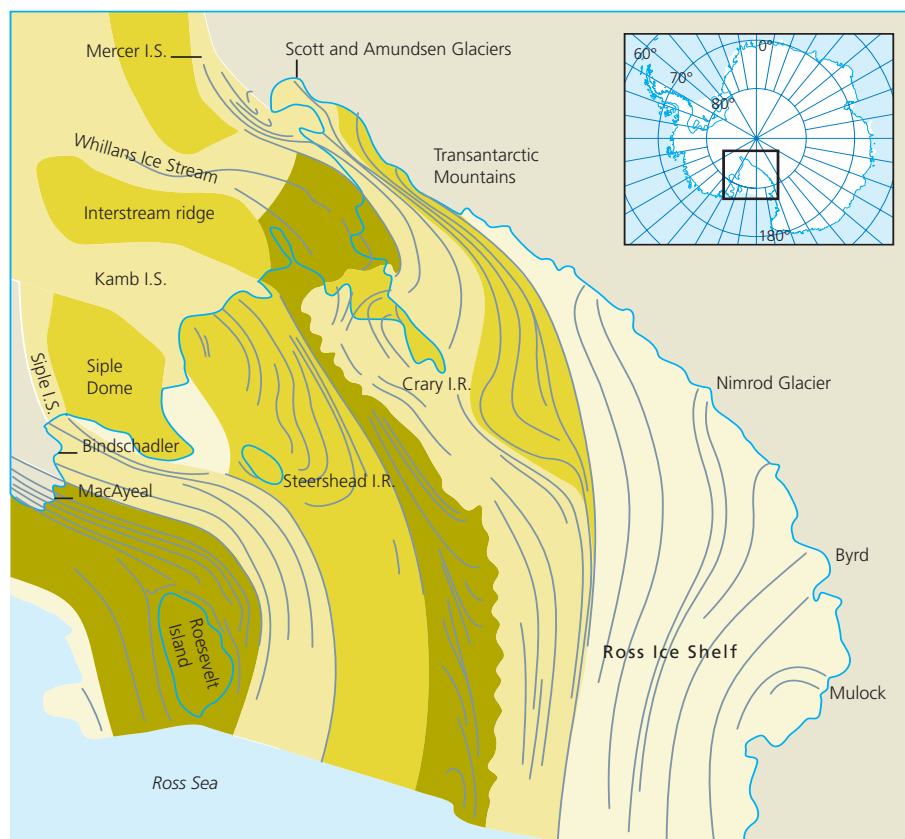 Mercer I.S.
Scott and Amundsen Glaciers
60°
70°
80°
0°
180°
Whillans Ice Stream
Transantarctic
Mountains
Interstream ridge
Kamb I.S.
Siple I.S.
Siple
Dome
Crary I.R.
Nimrod Glacier
Bindschadler
Steershead I.R.
MacAyeal
Byrd
Roesevelt
Island
Ross Ice Shelf
Mulock
Ross Sea